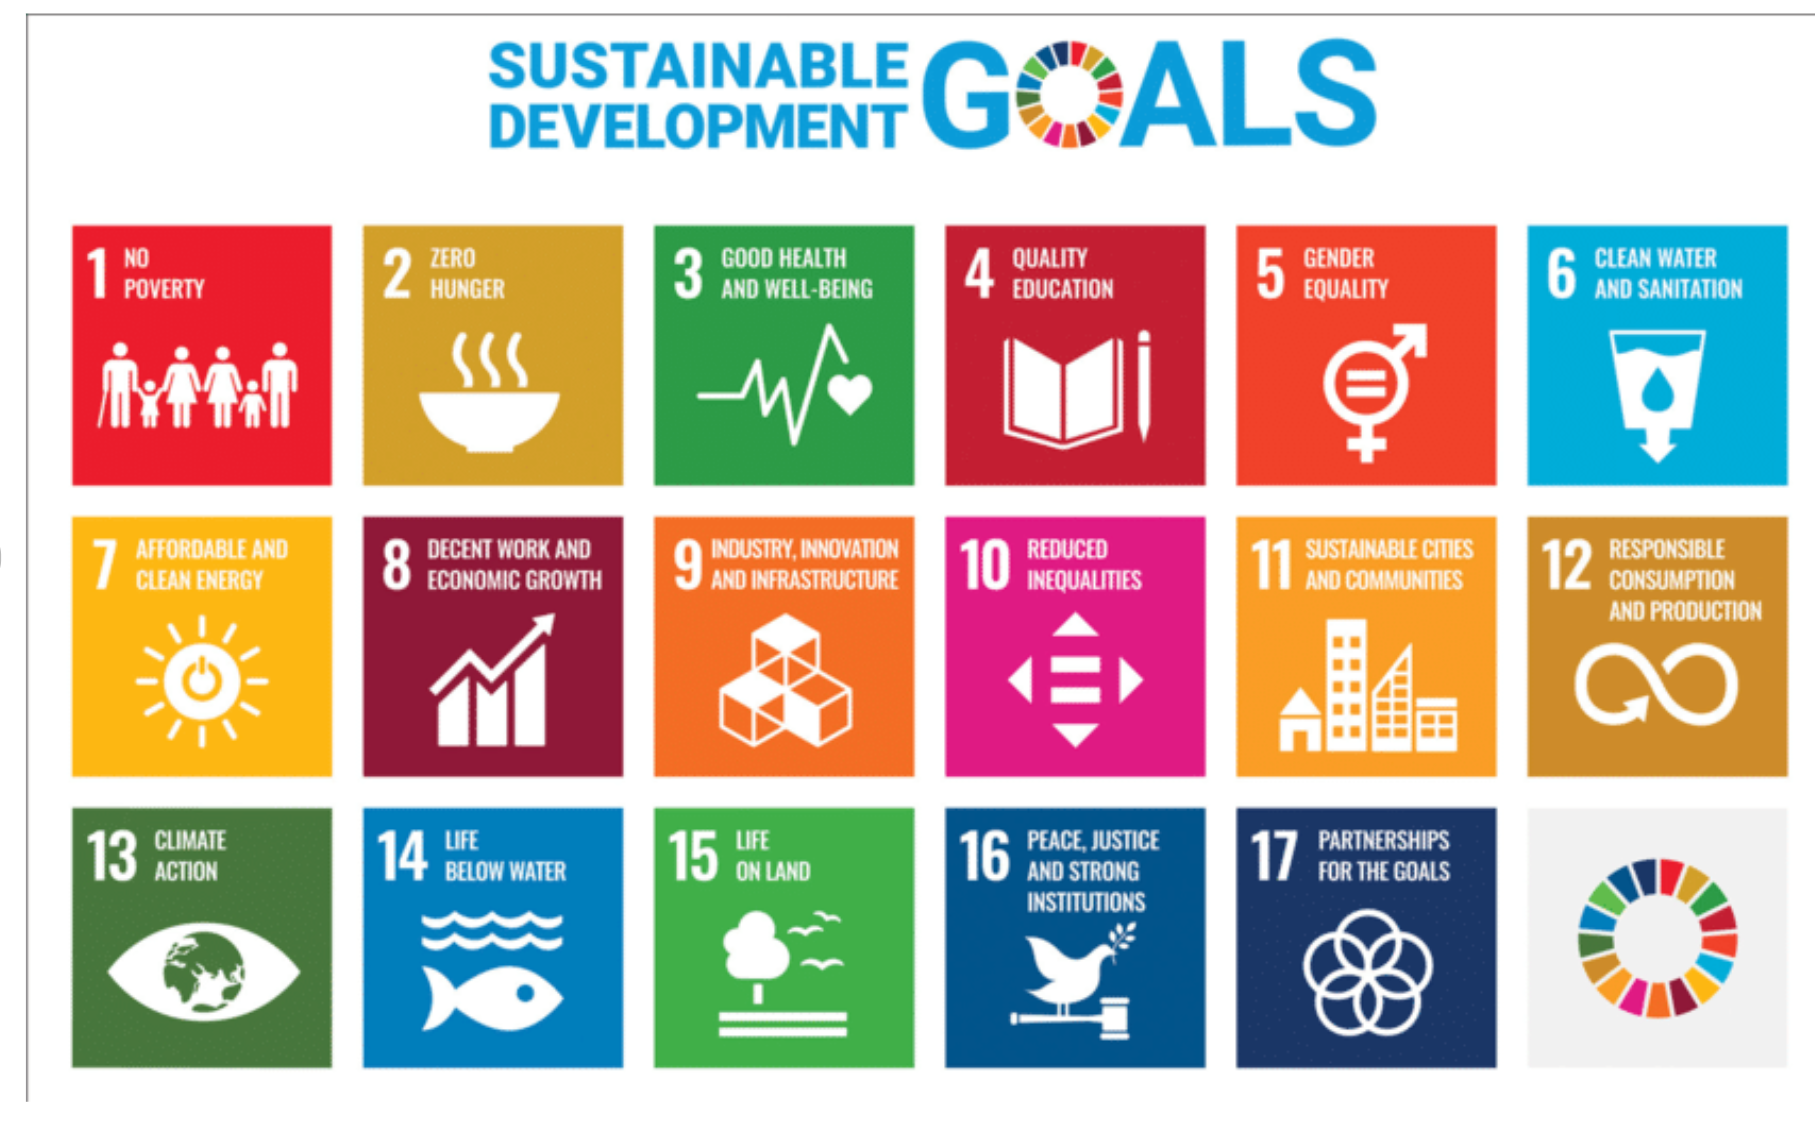 SUSTAINABLE
DEVELOPMENT
GOALS
1 NO
POVERTY
2 ZERO
HUNGER
3 GOOD HEALTH
AND WELL-BEING
4 QUALITY
EDUCATION
5 GENDER
EQUALITY
6 CLEAN WATER
AND SANITATION
7 AFFORDABLE AND
CLEAN ENERGY
8 DECENT WORK AND
ECONOMIC GROWTH
9 INDUSTRY, INNOVATION
AND INFRASTRUCTURE
10 REDUCED
INEQUALITIES
11 SUSTAINABLE CITIES
AND COMMUNITIES
12 RESPONSIBLE
CONSUMPTION
AND PRODUCTION
13 CLIMATE
ACTION
14 LIFE
BELOW WATER
15 LIFE
ON LAND
16 PEACE, JUSTICE
AND STRONG
INSTITUTIONS
17 PARTNERSHIPS
FOR THE GOALS